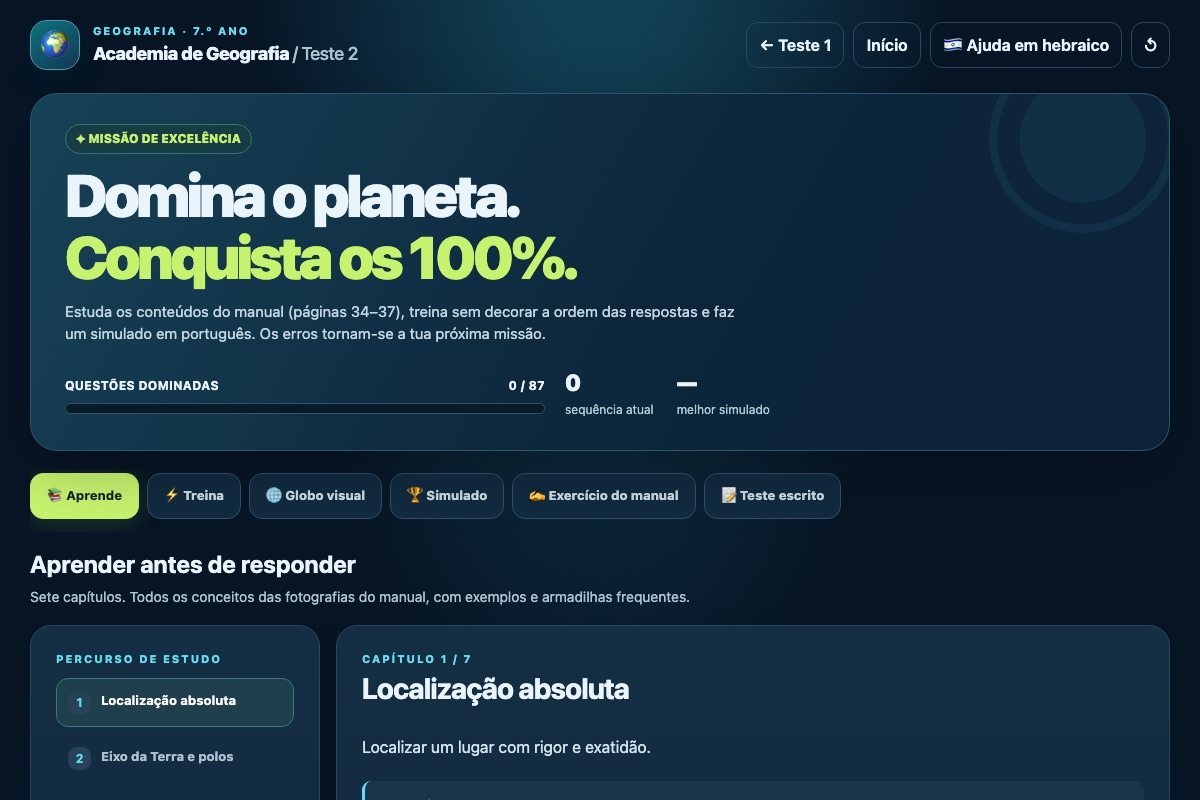 GEOGRAFIA · 7.º ANO
Academia de Geografia / Teste 2
← Teste 1
Início
Ajuda em hebraico
↺
✦ MISSÃO DE EXCELÊNCIA
Domina o planeta.
Conquista os 100%.
Estuda os conteúdos do manual (páginas 34–37), treina sem decorar a ordem das respostas e faz
um simulado em português. Os erros tornam-se a tua próxima missão.
QUESTÕES DOMINADAS
0 / 87
0
sequência atual
—
melhor simulado
Aprende
Treina
Globo visual
Simulado
Exercício do manual
Teste escrito
Aprender antes de responder
Sete capítulos. Todos os conceitos das fotografias do manual, com exemplos e armadilhas frequentes.
PERCURSO DE ESTUDO
1 Localização absoluta
2 Eixo da Terra e polos
CAPÍTULO 1 / 7
Localização absoluta
Localizar um lugar com rigor e exatidão.